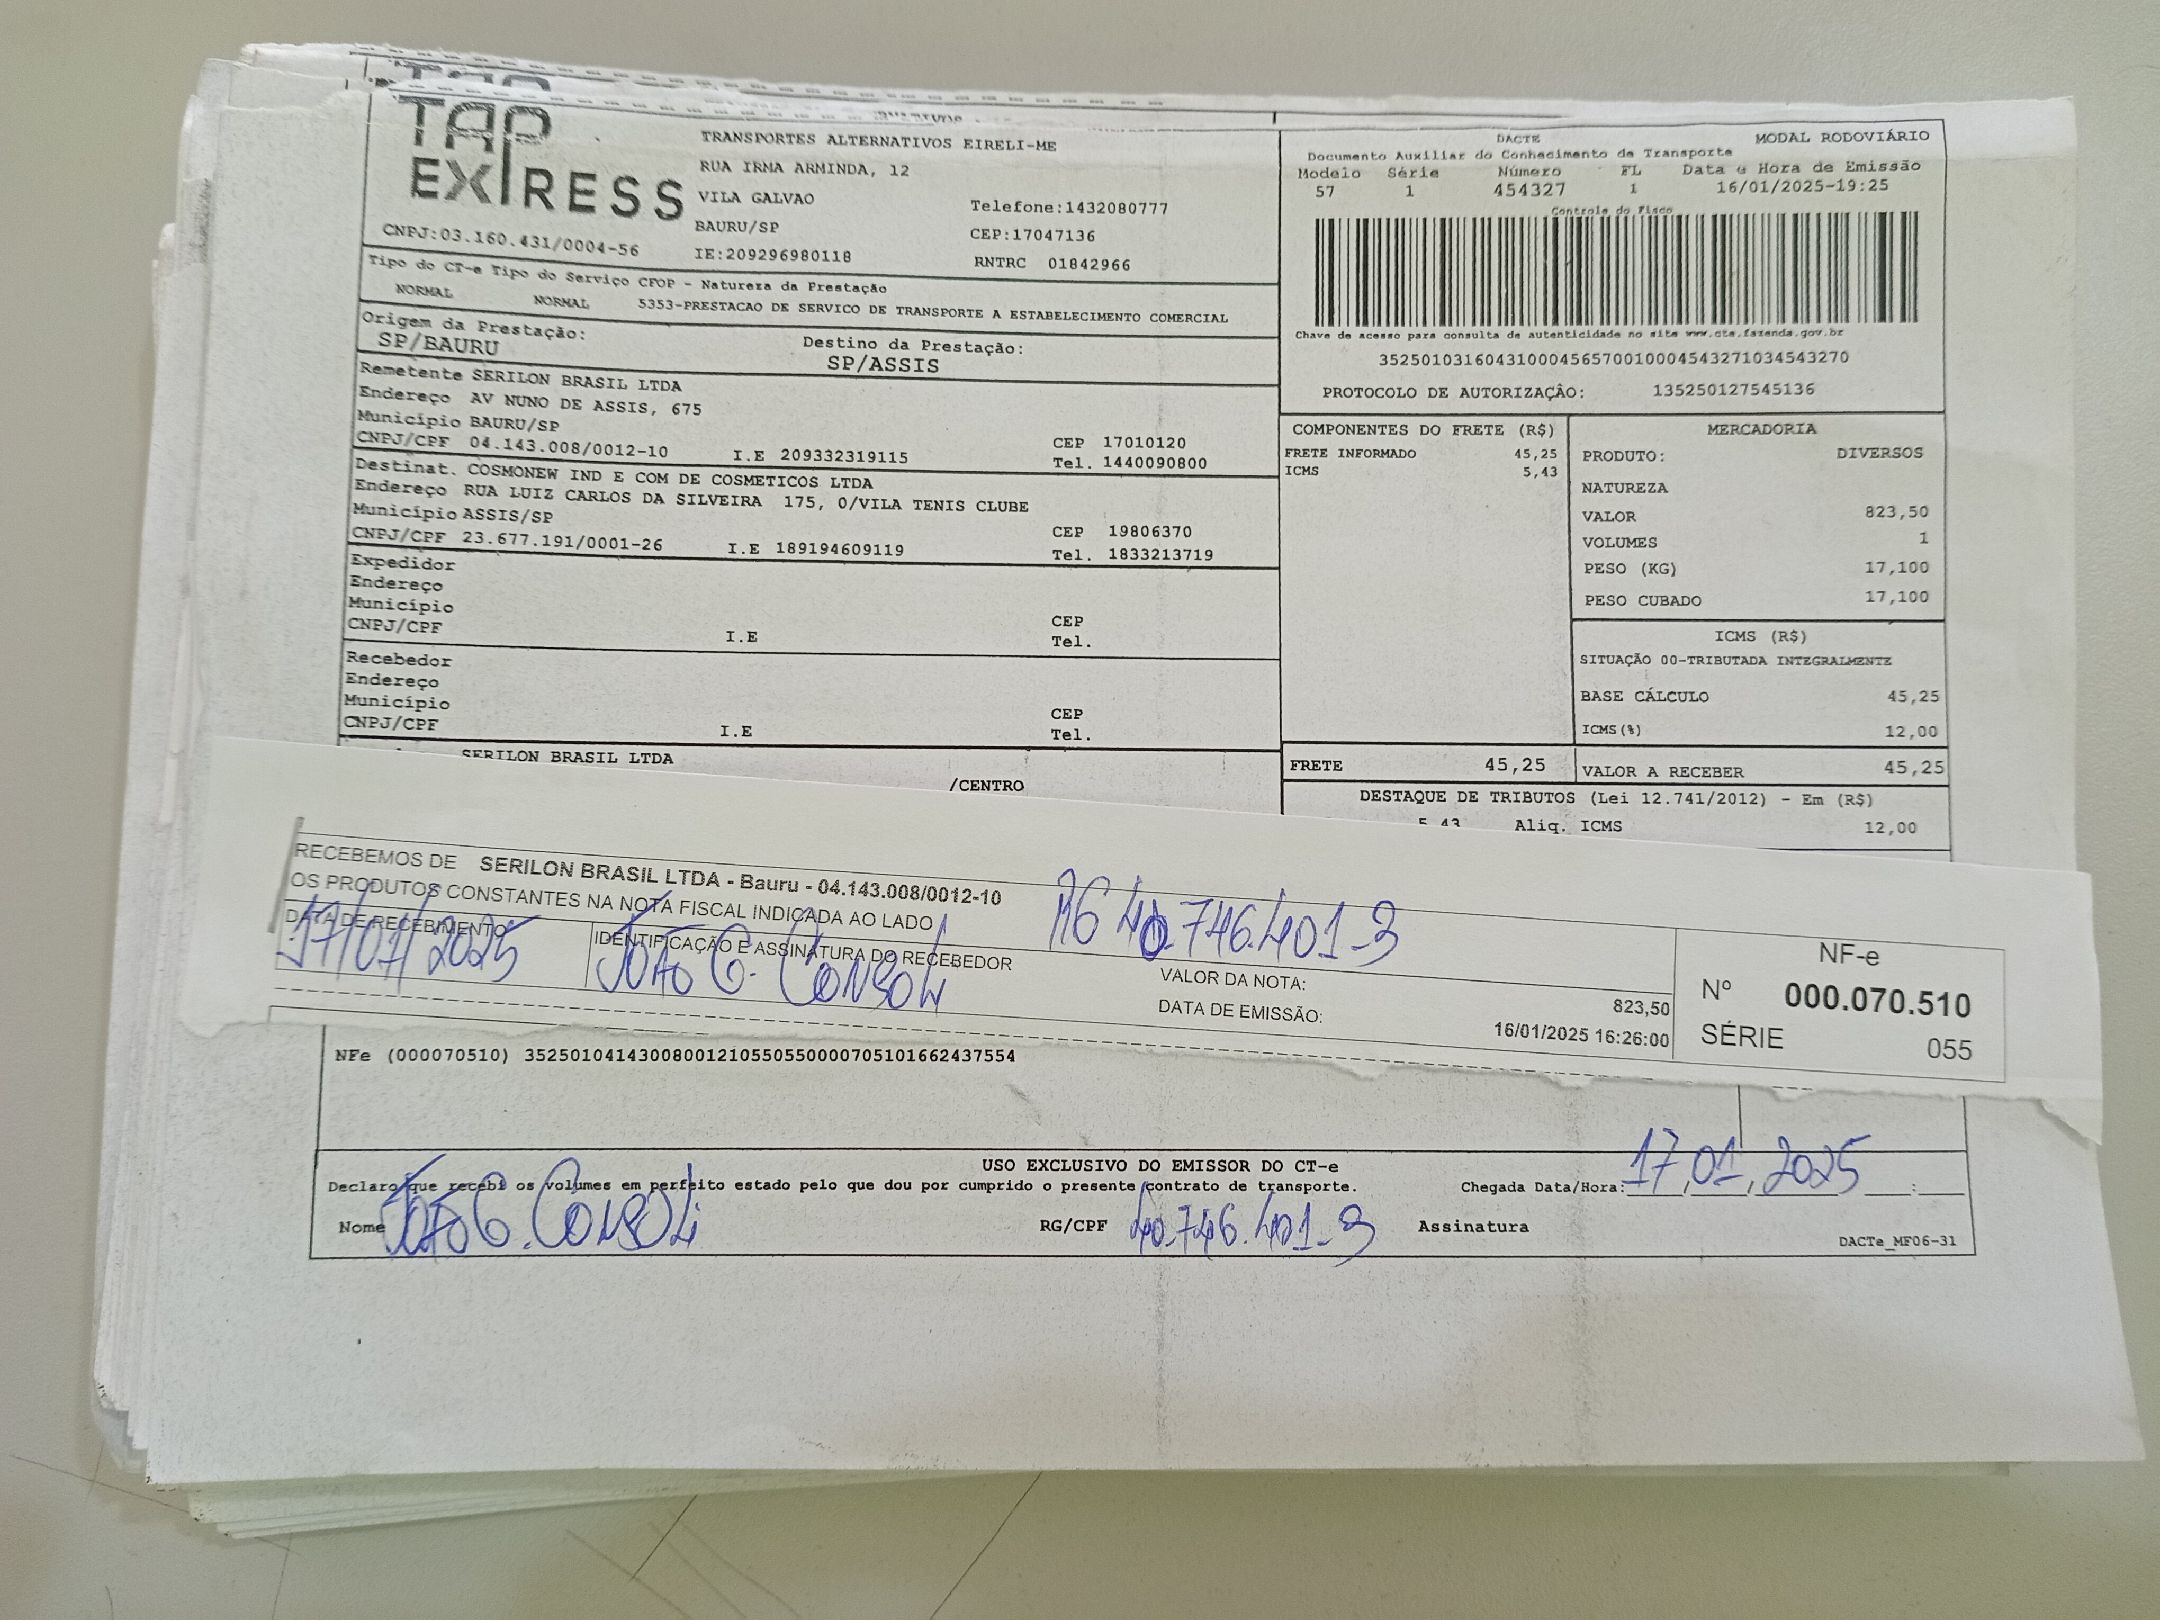 TAP EXPRESS
TRANSPORTES ALTERNATIVOS EIRELI-ME
RUA IRMA ARMINDA, 12
VILA GALVAO
Telefone:1432080777
BAURU/SP
CEP:17047136
CNPJ:03.160.431/0004-56
IE:209296980118
RNTRC 01842966
DACTE
MODAL RODOVIÁRIO
Documento Auxiliar do Conhecimento de Transporte
Modelo Série Número FL Data e Hora de Emissão
57 1 454327 1 16/01/2025-19:25
Controle do Fisco
Chave de acesso para consulta de autenticidade no site www.cte.fazenda.gov.br
35250103160431000456570010004543271034543270
PROTOCOLO DE AUTORIZAÇÂO: 135250127545136
Tipo do CT-e Tipo do Serviço CFOP - Natureza da Prestação
NORMAL NORMAL 5353-PRESTACAO DE SERVICO DE TRANSPORTE A ESTABELECIMENTO COMERCIAL
Origem da Prestação:
SP/BAURU
Destino da Prestação:
SP/ASSIS
Remetente SERILON BRASIL LTDA
Endereço AV NUNO DE ASSIS, 675
Município BAURU/SP
CEP 17010120
CNPJ/CPF 04.143.008/0012-10 I.E 209332319115 Tel. 1440090800
Destinat. COSMONEW IND E COM DE COSMETICOS LTDA
Endereço RUA LUIZ CARLOS DA SILVEIRA 175, 0/VILA TENIS CLUBE
Município ASSIS/SP
CEP 19806370
CNPJ/CPF 23.677.191/0001-26 I.E 189194609119 Tel. 1833213719
Expedidor
Endereço
Município
CEP
CNPJ/CPF I.E Tel.
Recebedor
Endereço
Município
CEP
CNPJ/CPF I.E Tel.
SERILON BRASIL LTDA
/CENTRO
COMPONENTES DO FRETE (R$)
FRETE INFORMADO 45,25
ICMS 5,43
MERCADORIA
PRODUTO: DIVERSOS
NATUREZA
VALOR 823,50
VOLUMES 1
PESO (KG) 17,100
PESO CUBADO 17,100
ICMS (R$)
SITUAÇÃO 00-TRIBUTADA INTEGRALMENTE
BASE CÁLCULO 45,25
ICMS(%) 12,00
FRETE 45,25 VALOR A RECEBER 45,25
DESTAQUE DE TRIBUTOS (Lei 12.741/2012) - Em (R$)
5,43 Aliq. ICMS 12,00
RECEBEMOS DE SERILON BRASIL LTDA - Bauru - 04.143.008/0012-10
OS PRODUTOS CONSTANTES NA NOTA FISCAL INDICADA AO LADO
RG 40.746.401-3
DATA DE RECEBIMENTO
17/01/2025
IDENTIFICAÇÃO E ASSINATURA DO RECEBEDOR
JOÃO G. CONSOLI
VALOR DA NOTA: 823,50
DATA DE EMISSÃO: 16/01/2025 16:26:00
NF-e
Nº 000.070.510
SÉRIE 055
NFe (000070510) 35250104143008001210550550000705101662437554
USO EXCLUSIVO DO EMISSOR DO CT-e
Declaro que recebi os volumes em perfeito estado pelo que dou por cumprido o presente contrato de transporte.
Chegada Data/Hora: 17,01,2025 :
Nome JOÃO G. CONSOLI RG/CPF 40.746.401-3 Assinatura
DACTe_MF06-31